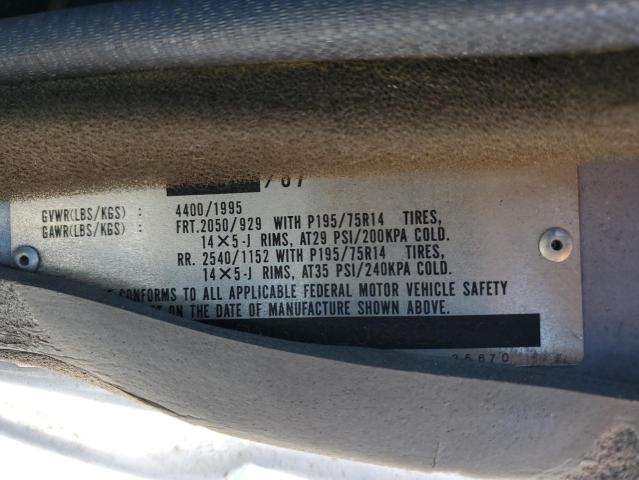 /87
GVWR(LBS/KGS) : 4400/1995
GAWR(LBS/KGS) : FRT.2050/929 WITH P195/75R14 TIRES,
14×5-J RIMS, AT29 PSI/200KPA COLD.
RR. 2540/1152 WITH P195/75R14 TIRES,
14×5-J RIMS, AT35 PSI/240KPA COLD.
CONFORMS TO ALL APPLICABLE FEDERAL MOTOR VEHICLE SAFETY
ON THE DATE OF MANUFACTURE SHOWN ABOVE.
35870